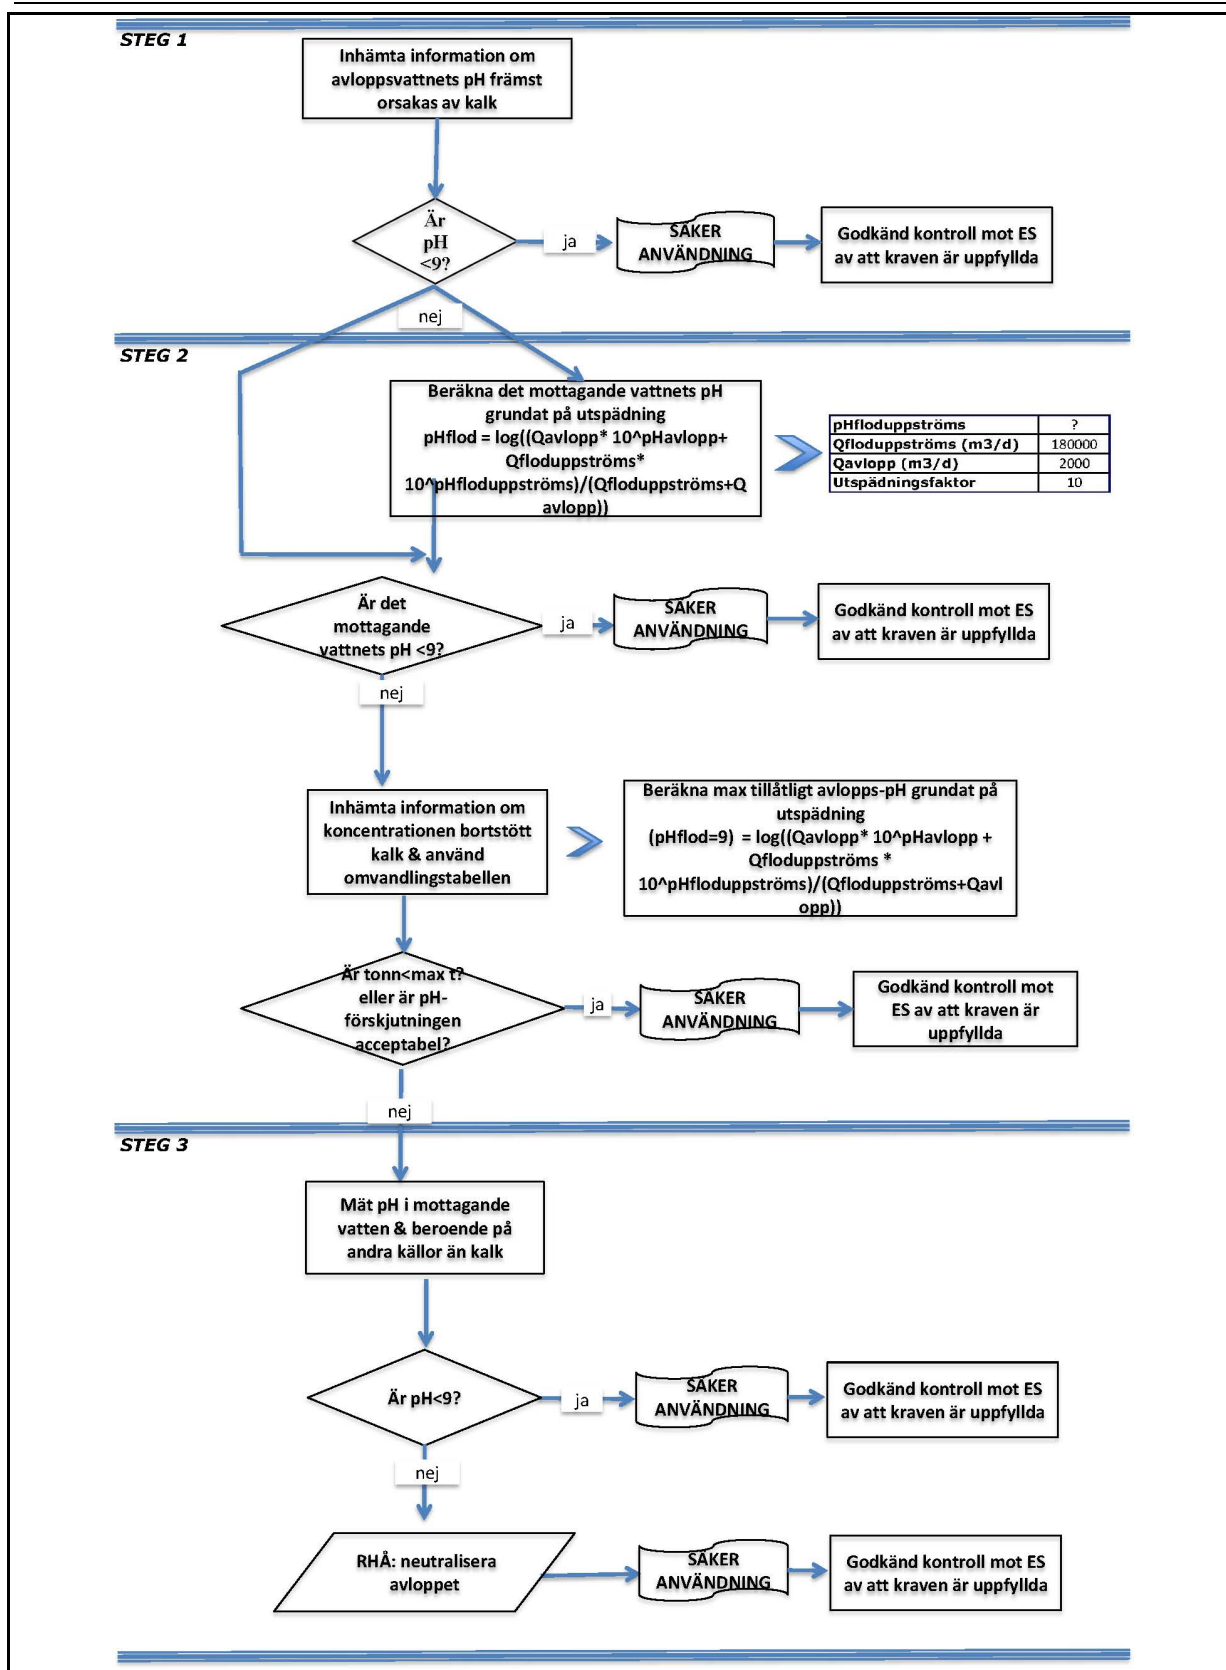 STEG 1
Inhämta information om
avloppsvattnets pH främst
orsakas av kalk
Är
pH
<9?
ja
SÄKER
ANVÄNDNING
Godkänd kontroll mot ES
av att kraven är uppfyllda
nej
STEG 2
Beräkna det mottagande vattnets pH
grundat på utspädning
pHflod = log((Qavlopp* 10^pHavlopp+
Qfloduppströms*
10^pHfloduppströms)/(Qfloduppströms+Q
avlopp))
pHfloduppströms ?
Qfloduppströms (m3/d) 180000
Qavlopp (m3/d) 2000
Utspädningsfaktor 10
Är det
mottagande
vattnets pH <9?
ja
SÄKER
ANVÄNDNING
Godkänd kontroll mot ES
av att kraven är uppfyllda
nej
Inhämta information om
koncentrationen bortstött
kalk & använd
omvandlingstabellen
Beräkna max tillåtligt avlopps-pH grundat på
utspädning
(pHflod=9) = log((Qavlopp* 10^pHavlopp +
Qfloduppströms *
10^pHfloduppströms)/(Qfloduppströms+Qavl
opp))
Är tonn<max t?
eller är pH-
förskjutningen
acceptabel?
ja
SÄKER
ANVÄNDNING
Godkänd kontroll mot
ES av att kraven är
uppfyllda
nej
STEG 3
Mät pH i mottagande
vatten & beroende på
andra källor än kalk
Är pH<9?
ja
SÄKER
ANVÄNDNING
Godkänd kontroll mot ES
av att kraven är uppfyllda
nej
RHÅ: neutralisera
avloppet
SÄKER
ANVÄNDNING
Godkänd kontroll mot ES
av att kraven är uppfyllda